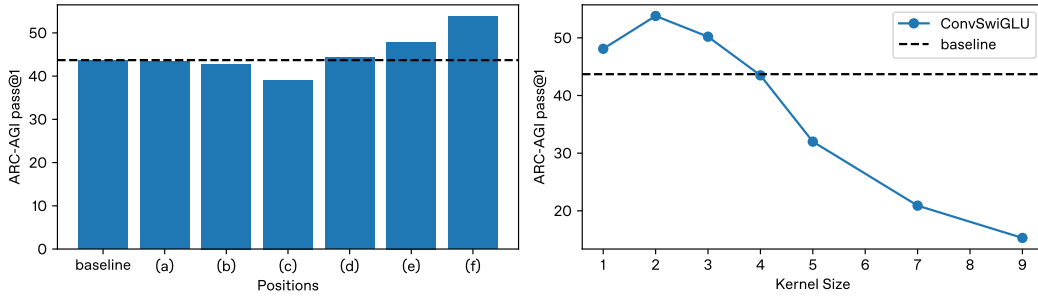 50
40
30
20
10
0
ARC-AGI pass@1
baseline
(a)
(b)
(c)
(d)
(e)
(f)
Positions
50
40
30
20
ARC-AGI pass@1
ConvSwiGLU
baseline
1
2
3
4
5
6
7
8
9
Kernel Size